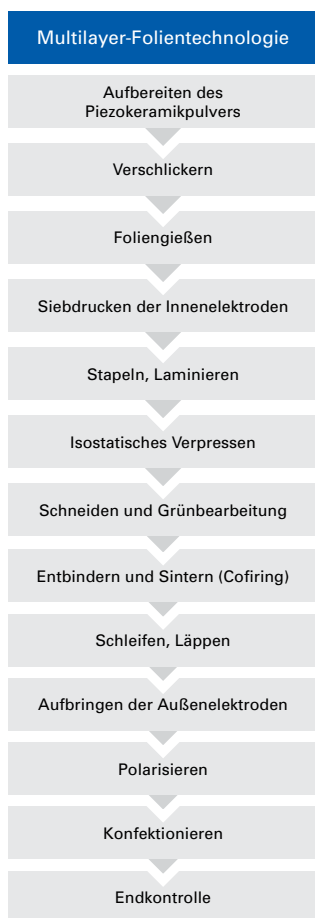 Multilayer-Folientechnologie
Aufbereiten des
Piezokeramikpulvers
Verschlickern
Foliengießen
Siebdrucken der Innenelektroden
Stapeln, Laminieren
Isostatisches Verpressen
Schneiden und Grünbearbeitung
Entbindern und Sintern (Cofiring)
Schleifen, Läppen
Aufbringen der Außenelektroden
Polarisieren
Konfektionieren
Endkontrolle